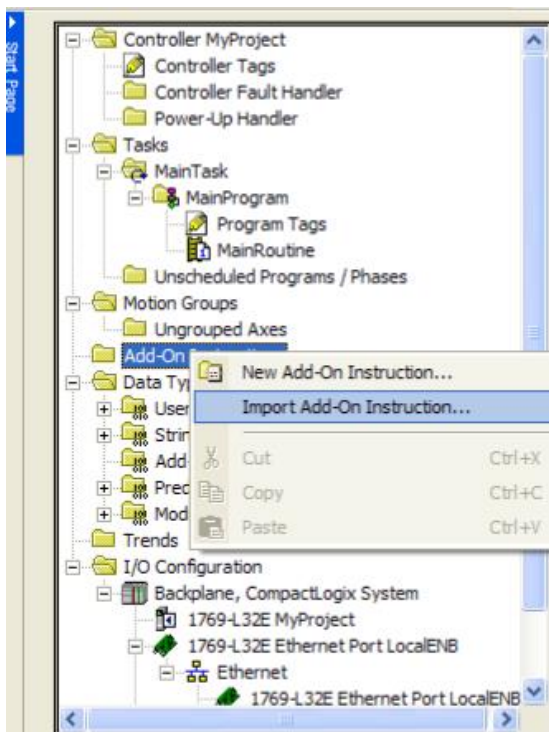 Start Page
Controller MyProject
Controller Tags
Controller Fault Handler
Power-Up Handler
Tasks
MainTask
MainProgram
Program Tags
MainRoutine
Unscheduled Programs / Phases
Motion Groups
Ungrouped Axes
Add-On
New Add-On Instruction...
Data Ty
User
Import Add-On Instruction...
Strin
Add
Cut Ctrl+X
Pred
Copy Ctrl+C
Mod
Paste Ctrl+V
Trends
I/O Configuration
Backplane, CompactLogix System
1769-L32E MyProject
1769-L32E Ethernet Port LocalENB
Ethernet
1769-L32E Ethernet Port LocalENB